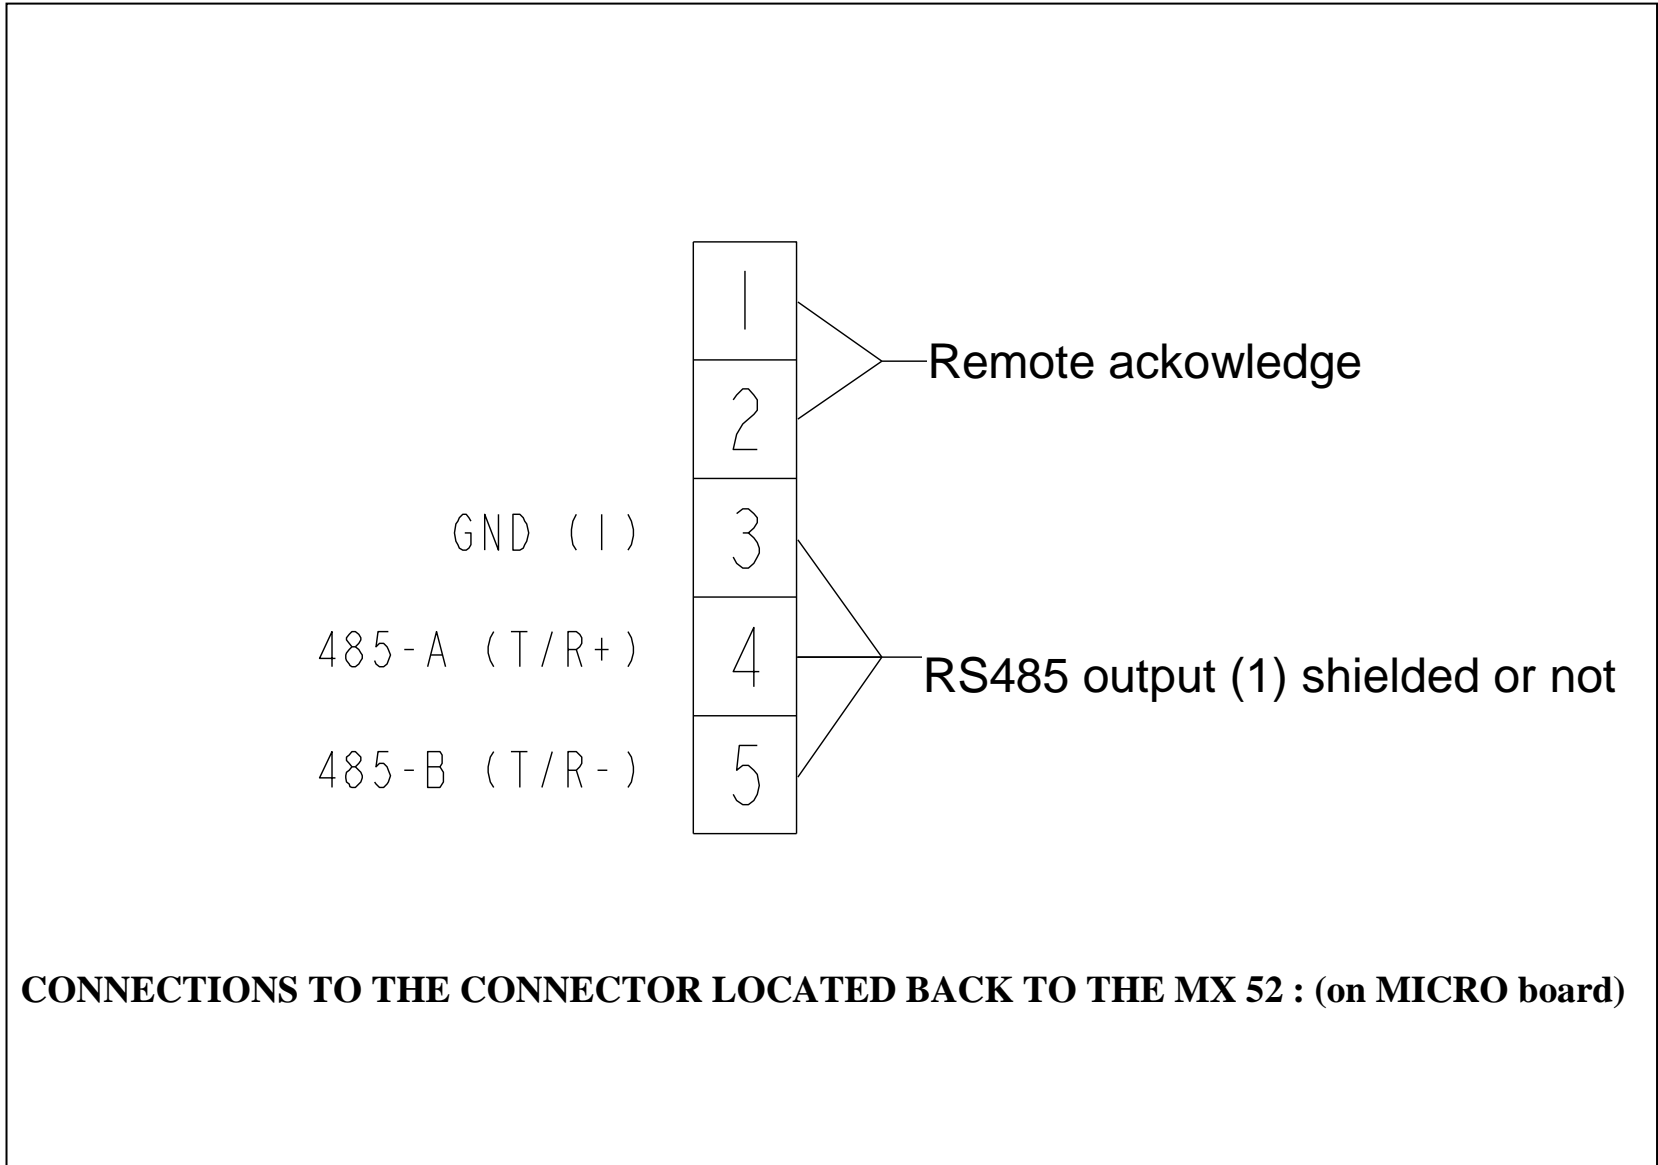 1
Remote ackowledge
2
GND (1)
3
485-A (T/R+)
4
RS485 output (1) shielded or not
485-B (T/R-)
5
CONNECTIONS TO THE CONNECTOR LOCATED BACK TO THE MX 52 : (on MICRO board)